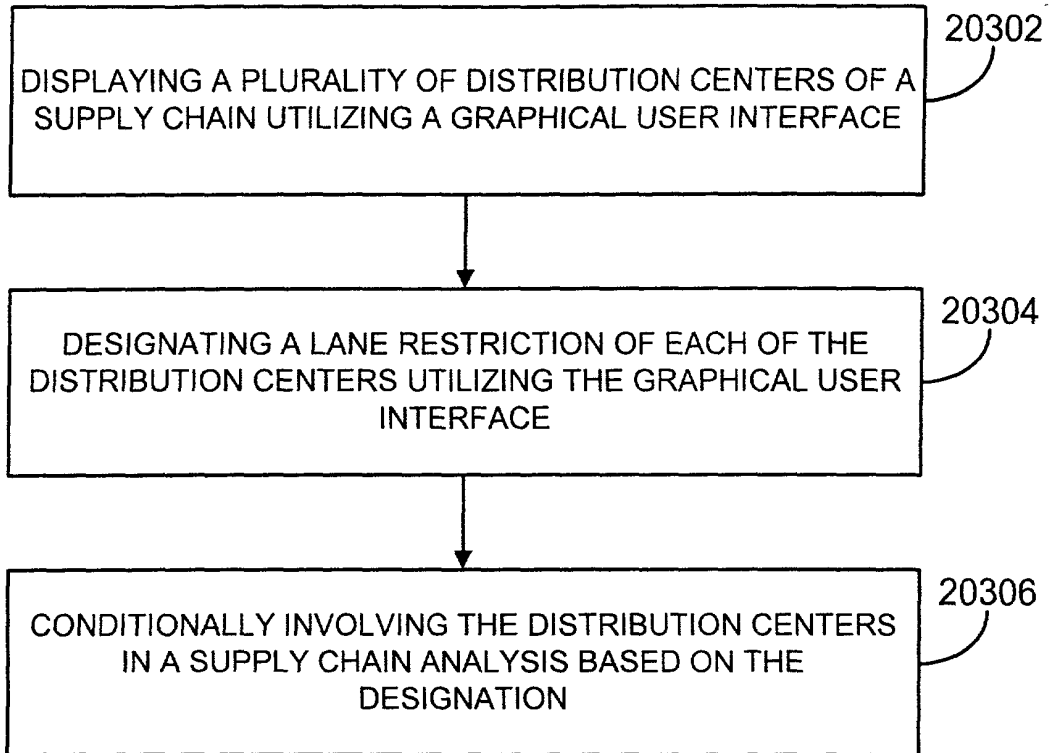 20302
DISPLAYING A PLURALITY OF DISTRIBUTION CENTERS OF A
SUPPLY CHAIN UTILIZING A GRAPHICAL USER INTERFACE
20304
DESIGNATING A LANE RESTRICTION OF EACH OF THE
DISTRIBUTION CENTERS UTILIZING THE GRAPHICAL USER
INTERFACE
20306
CONDITIONALLY INVOLVING THE DISTRIBUTION CENTERS
IN A SUPPLY CHAIN ANALYSIS BASED ON THE
DESIGNATION